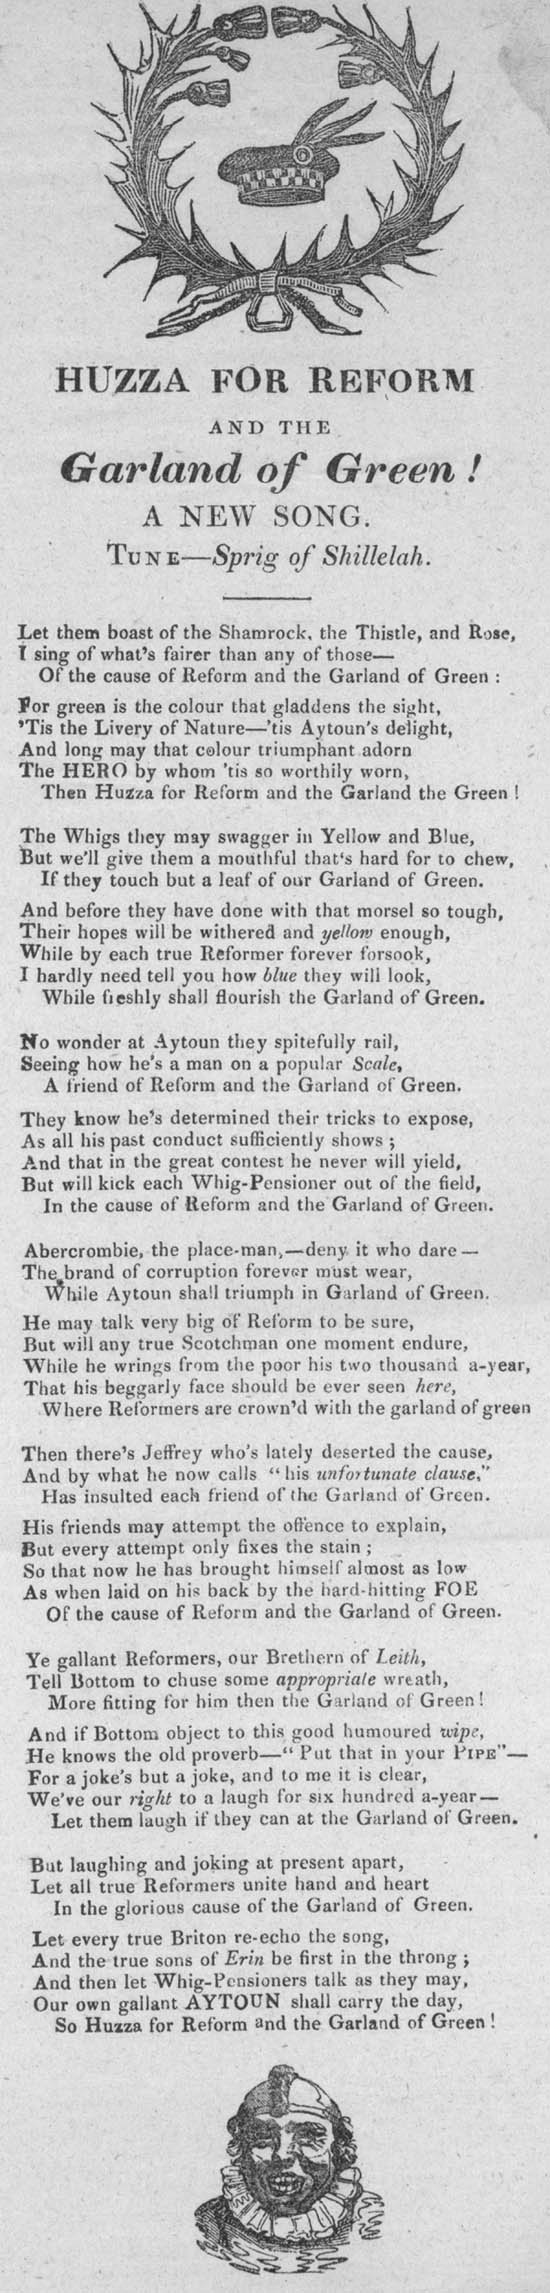 HUZZA FOR REFORM
AND THE
Garland of Green!
A NEW SONG.
TUNE—Sprig of Shillelah.
Let them boast of the Shamrock, the Thistle, and Rose,
I sing of what's fairer than any of those—
Of the cause of Reform and the Garland of Green:
For green is the colour that gladdens the sight,
'Tis the Livery of Nature—'tis Aytoun's delight,
And long may that colour triumphant adorn
The HERO by whom 'tis so worthily worn,
Then Huzza for Reform and the Garland the Green!
The Whigs they may swagger in Yellow and Blue,
But we'll give them a mouthful that's hard for to chew,
If they touch but a leaf of our Garland of Green.
And before they have done with that morsel so tough,
Their hopes will be withered and yellow enough,
While by each true Reformer forever forsook,
I hardly need tell you how blue they will look,
While freshly shall flourish the Garland of Green.
No wonder at Aytoun they spitefully rail,
Seeing how he's a man on a popular Scale,
A friend of Reform and the Garland of Green.
They know he's determined their tricks to expose,
As all his past conduct sufficiently shows;
And that in the great contest he never will yield,
But will kick each Whig-Pensioner out of the field,
In the cause of Reform and the Garland of Green.
Abercrombie, the place-man,—deny it who dare—
The brand of corruption forever must wear,
While Aytoun shall triumph in Garland of Green.
He may talk very big of Reform to be sure,
But will any true Scotchman one moment endure,
While he wrings from the poor his two thousand a-year,
That his beggarly face should be ever seen here,
Where Reformers are crown'd with the garland of green
Then there's Jeffrey who's lately deserted the cause,
And by what he now calls "his unfortunate clause,"
Has insulted each friend of the Garland of Green.
His friends may attempt the offence to explain,
But every attempt only fixes the stain;
So that now he has brought himself almost as low
As when laid on his back by the hard-hitting FOE
Of the cause of Reform and the Garland of Green.
Ye gallant Reformers, our Brethern of Leith,
Tell Bottom to chuse some appropriate wreath,
More fitting for him then the Garland of Green!
And if Bottom object to this good humoured wipe,
He knows the old proverb—"Put that in your PIPE"—
For a joke's but a joke, and to me it is clear,
We've our right to a laugh for six hundred a-year—
Let them laugh if they can at the Garland of Green.
But laughing and joking at present apart,
Let all true Reformers unite hand and heart
In the glorious cause of the Garland of Green.
Let every true Briton re-echo the song,
And the true sons of Erin be first in the throng;
And then let Whig-Pensioners talk as they may,
Our own gallant AYTOUN shall carry the day,
So Huzza for Reform and the Garland of Green!